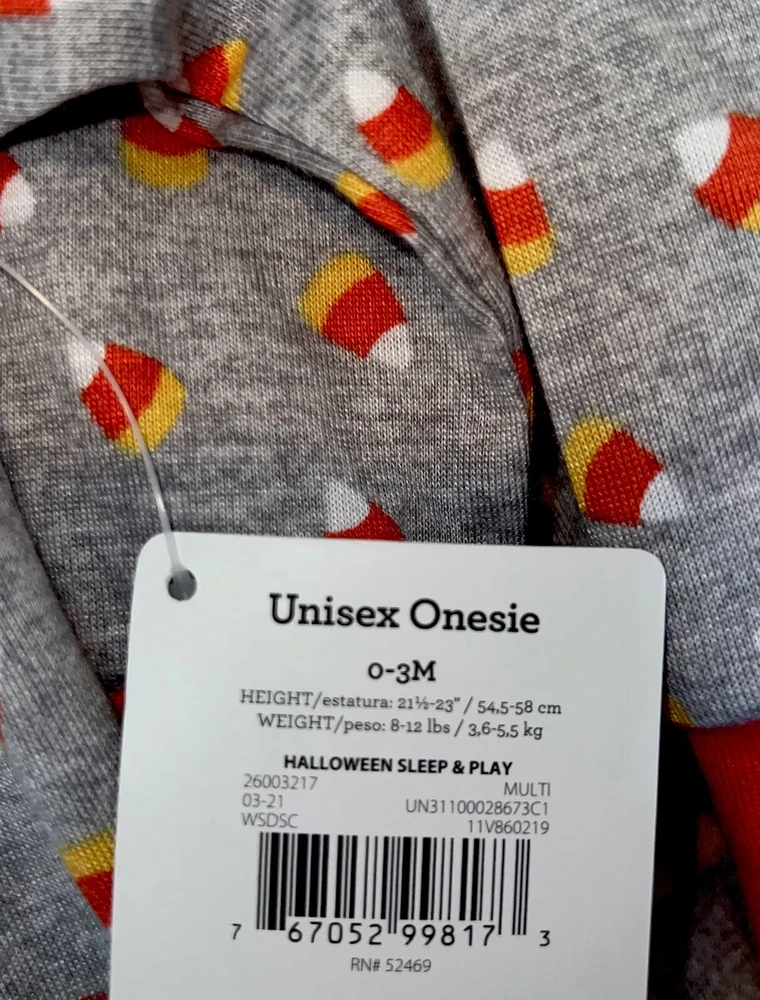 Unisex Onesie
0-3M
HEIGHT/estatura: 21½-23" / 54,5-58 cm
WEIGHT/peso: 8-12 lbs / 3,6-5,5 kg
HALLOWEEN SLEEP & PLAY
26003217 MULTI
03-21 UN31100028673C1
WSDSC 11V860219
7 67052 99817 3
RN# 52469